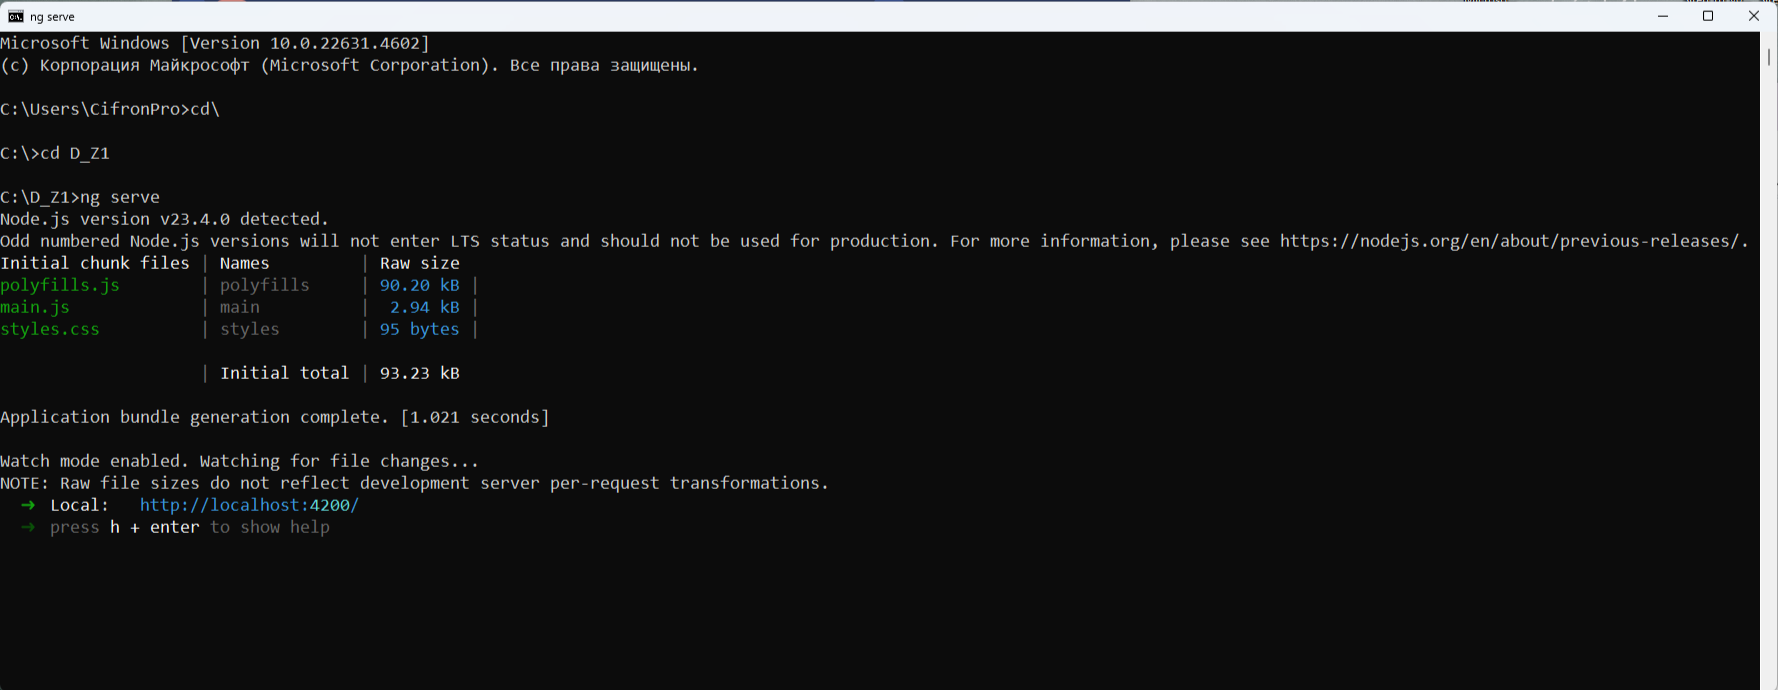 ng serve
Microsoft Windows [Version 10.0.22631.4602]
(c) Корпорация Майкрософт (Microsoft Corporation). Все права защищены.
C:\Users\CifronPro>cd\
C:\>cd D_Z1
C:\D_Z1>ng serve
Node.js version v23.4.0 detected.
Odd numbered Node.js versions will not enter LTS status and should not be used for production. For more information, please see https://nodejs.org/en/about/previous-releases/.
Initial chunk files | Names | Raw size
polyfills.js | polyfills | 90.20 kB |
main.js | main | 2.94 kB |
styles.css | styles | 95 bytes |
| Initial total | 93.23 kB
Application bundle generation complete. [1.021 seconds]
Watch mode enabled. Watching for file changes...
NOTE: Raw file sizes do not reflect development server per-request transformations.
➜ Local: http://localhost:4200/
➜ press h + enter to show help